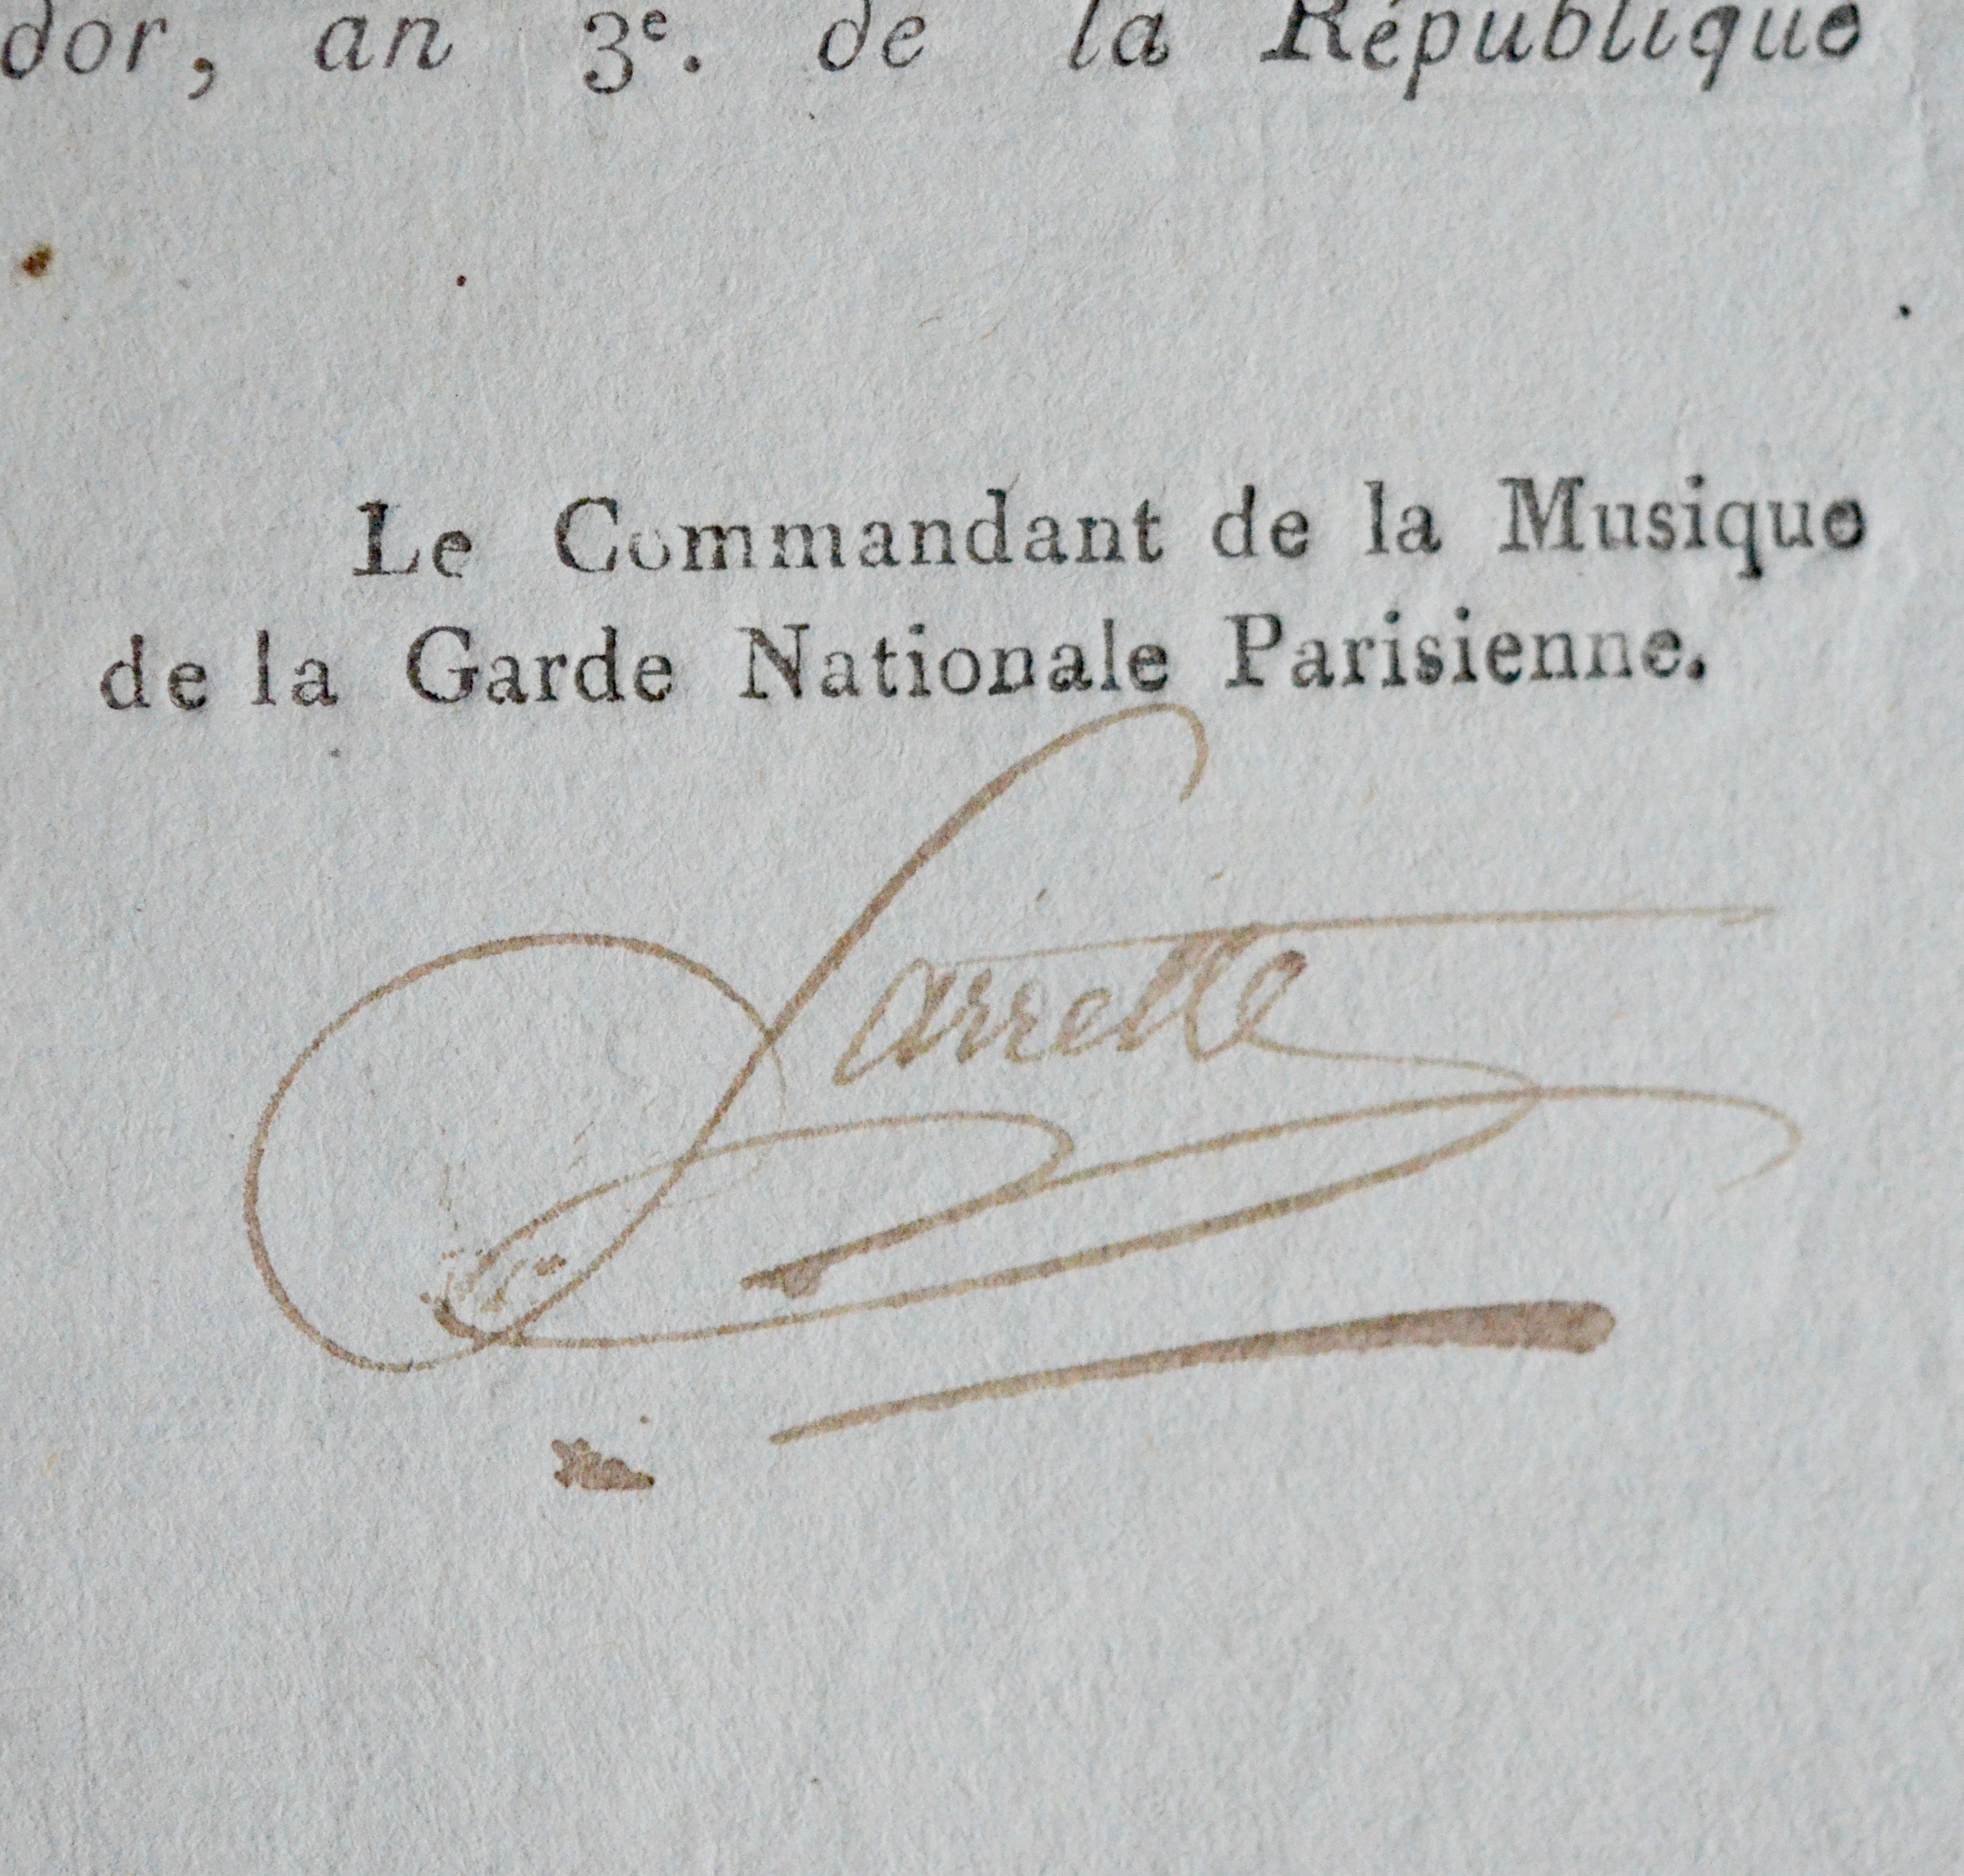 dor, an 3e. de la République
Le Commandant de la Musique
de la Garde Nationale Parisienne.
Sarrette